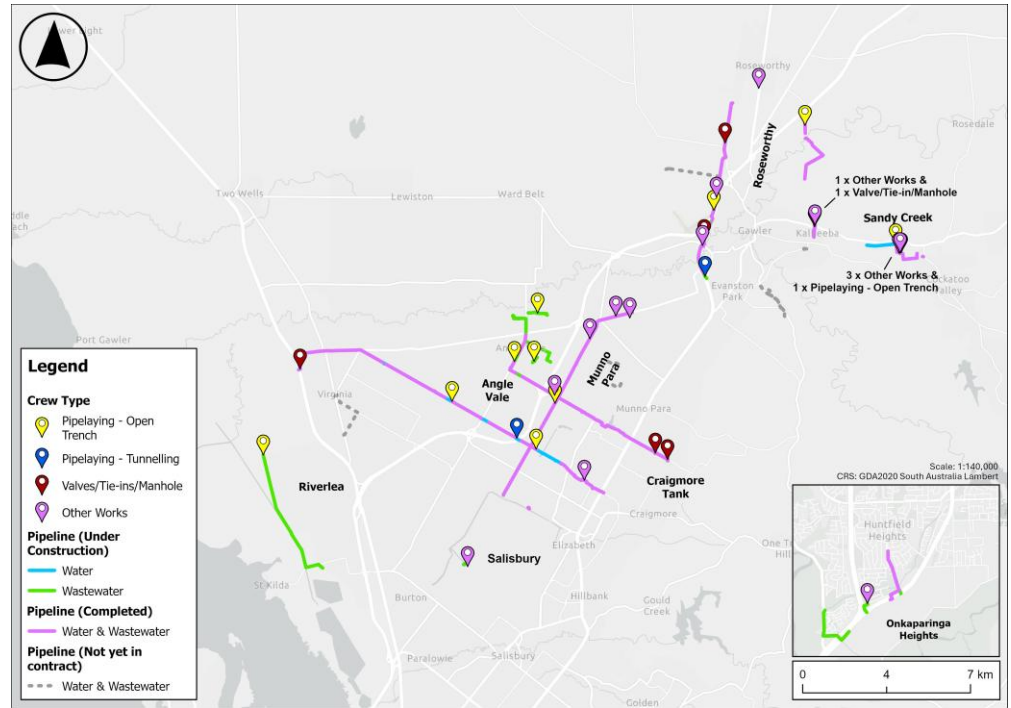 Roseworthy
Rosedale
Roseworthy
Two Wells
Lewiston
Ward Belt
1 x Other Works &
1 x Valve/Tie-in/Manhole
Sandy Creek
Gawler
3 x Other Works &
1 x Pipelaying - Open Trench
Evanston
Park
Valley
Port Gawler
Munno
Para
Angle
Vale
Virginia
Munno Para
Riverlea
Craigmore
Tank
Craigmore
Scale: 1:140,000
CRS: GDA2020 South Australia Lambert
Salisbury
Elizabeth
One Tree
Hill
St Kilda
Burton
Hillbank
Gould
Creek
Paralowie
Salisbury
Golden
Legend
Crew Type
Pipelaying - Open
Trench
Pipelaying - Tunnelling
Valves/Tie-ins/Manhole
Other Works
Pipeline (Under
Construction)
Water
Wastewater
Pipeline (Completed)
Water & Wastewater
Pipeline (Not yet in
contract)
Water & Wastewater
Huntfield
Heights
Onkaparinga
Heights
0 4 7 km